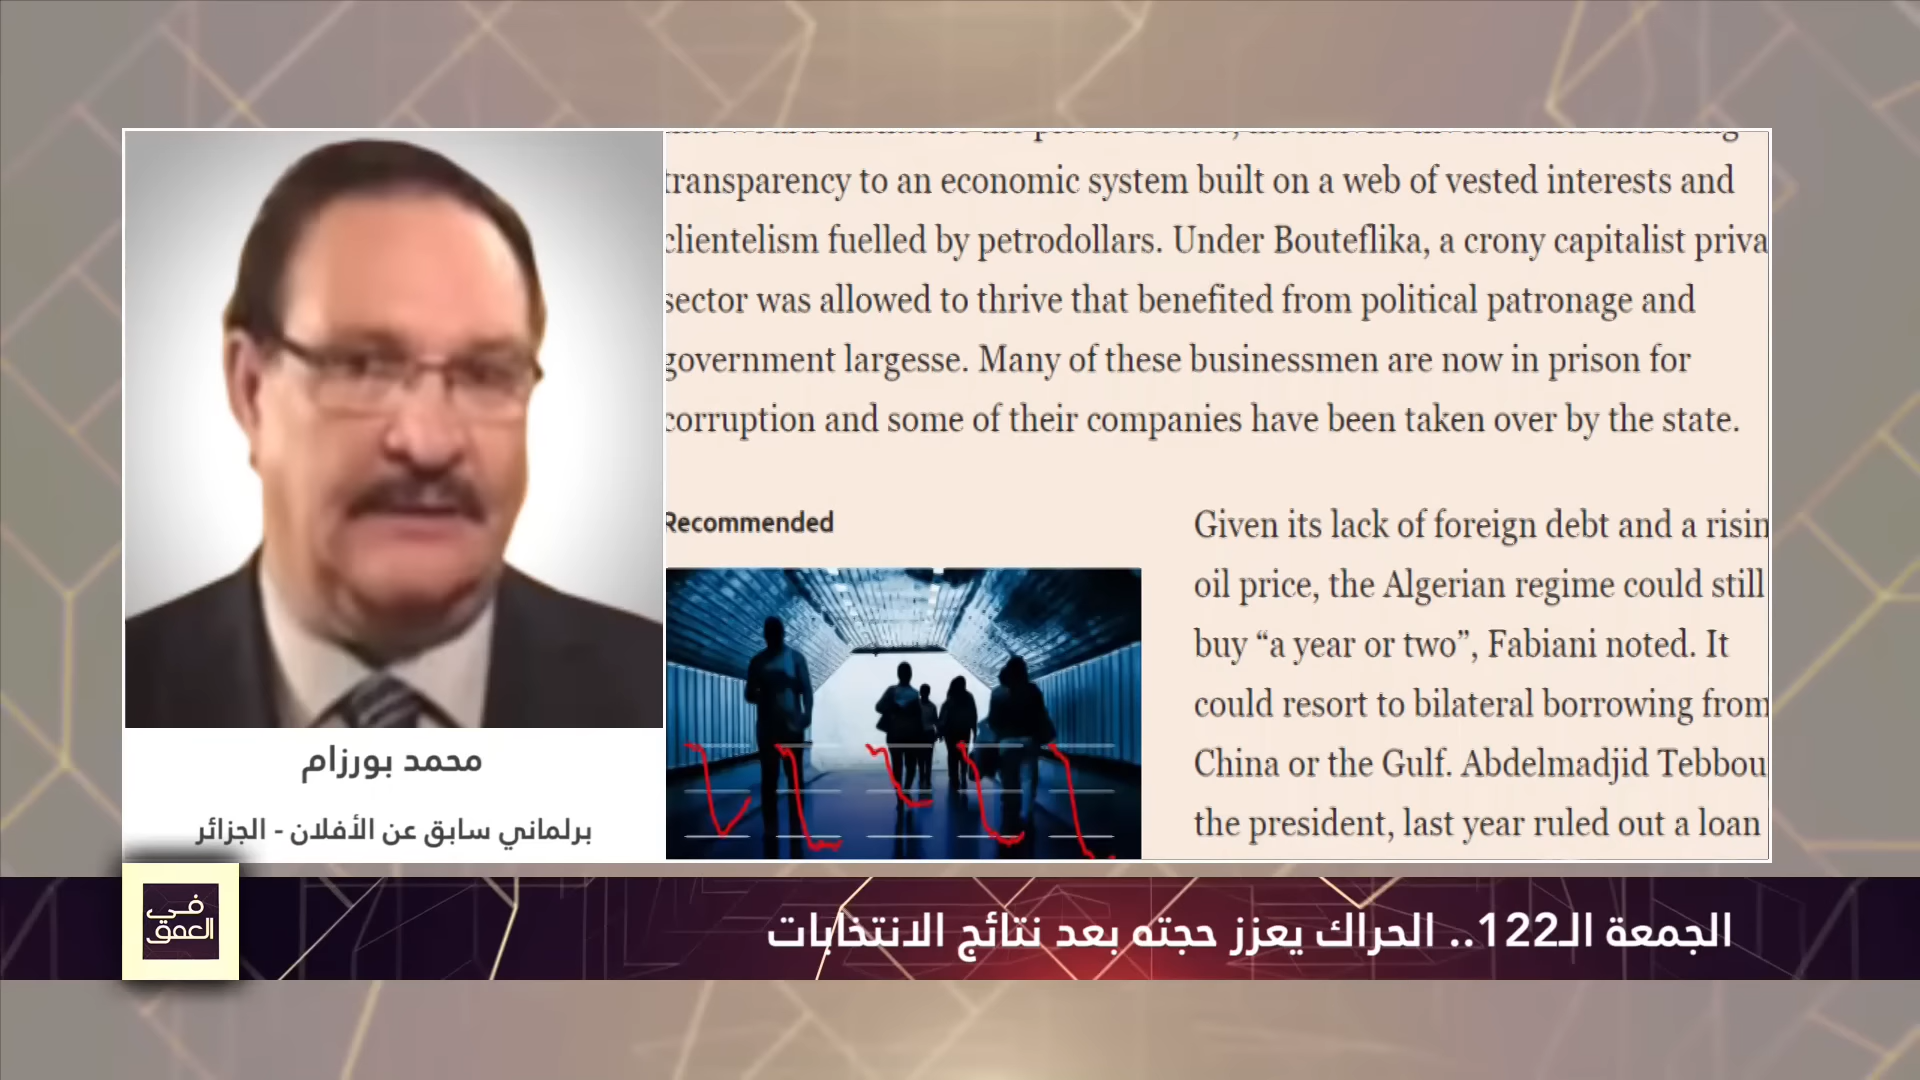 transparency to an economic system built on a web of vested interests and
clientelism fuelled by petrodollars. Under Bouteflika, a crony capitalist priva
sector was allowed to thrive that benefited from political patronage and
government largesse. Many of these businessmen are now in prison for
corruption and some of their companies have been taken over by the state.
Recommended
Given its lack of foreign debt and a risin
oil price, the Algerian regime could still
buy “a year or two”, Fabiani noted. It
could resort to bilateral borrowing from
China or the Gulf. Abdelmadjid Tebbou
the president, last year ruled out a loan
محمد بورزام
برلماني سابق عن الأفلان - الجزائر
في
العمق
الجمعة الـ122.. الحراك يعزز حجته بعد نتائج الانتخابات